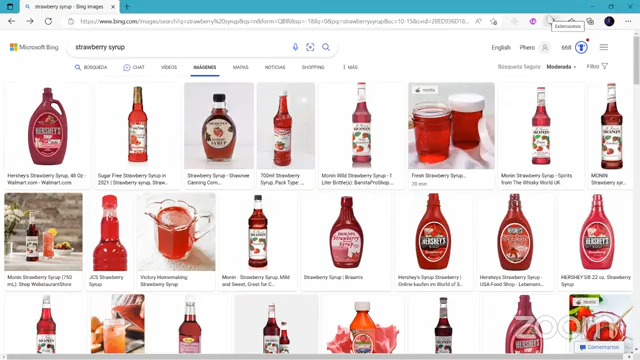 strawberry syrup - Bing images
https://www.bing.com/images/search?q=strawberry%20syrup&qs=n&form=QBIR&sp=-1&lq=0&pq=strawberrysyrup&sc=10-15&cvid=2
Extensiones
Microsoft Bing
strawberry syrup
English
Phero
668
BÚSQUEDA
CHAT
VÍDEOS
IMÁGENES
MAPAS
NOTICIAS
SHOPPING
MÁS
Búsqueda Segura:
Moderada
Filtro
HERSHEY'S
SYRUP
MONIN
receta
Hershey's Strawberry Syrup, 48 Oz -
Walmart.com - Walmart.com
Sugar Free Strawberry Syrup in
2021 | Strawberry syrup, Straw...
Strawberry Syrup - Shawnee
Canning Com...
700ml Strawberry
Syrup, Pack Type: ...
Monin Wild Strawberry Syrup - 1
Liter Bottle(s): BaristaProShop...
Fresh Strawberry Syrup
20 min
Monin Strawberry Syrup - Spirits
from The Whisky World UK
MONIN
Strawberry syr...
HERSHEY'S
Monin Strawberry Syrup (750
mL): Shop WebstaurantStore
JCS Strawberry
Syrup
Victory Homemaking:
Strawberry Syrup
Monin - Strawberry Syrup, Mild
and Sweet, Great for C...
Strawberry Syrup | Braum's
Hershey's Syrup Strawberry |
Online kaufen im World of S...
Hersheys Strawberry Syrup -
USA Food Shop - Lebensmi...
HERSHEY'S® 22 oz. Strawberry
Syrup
receta
zoom
Comentarios